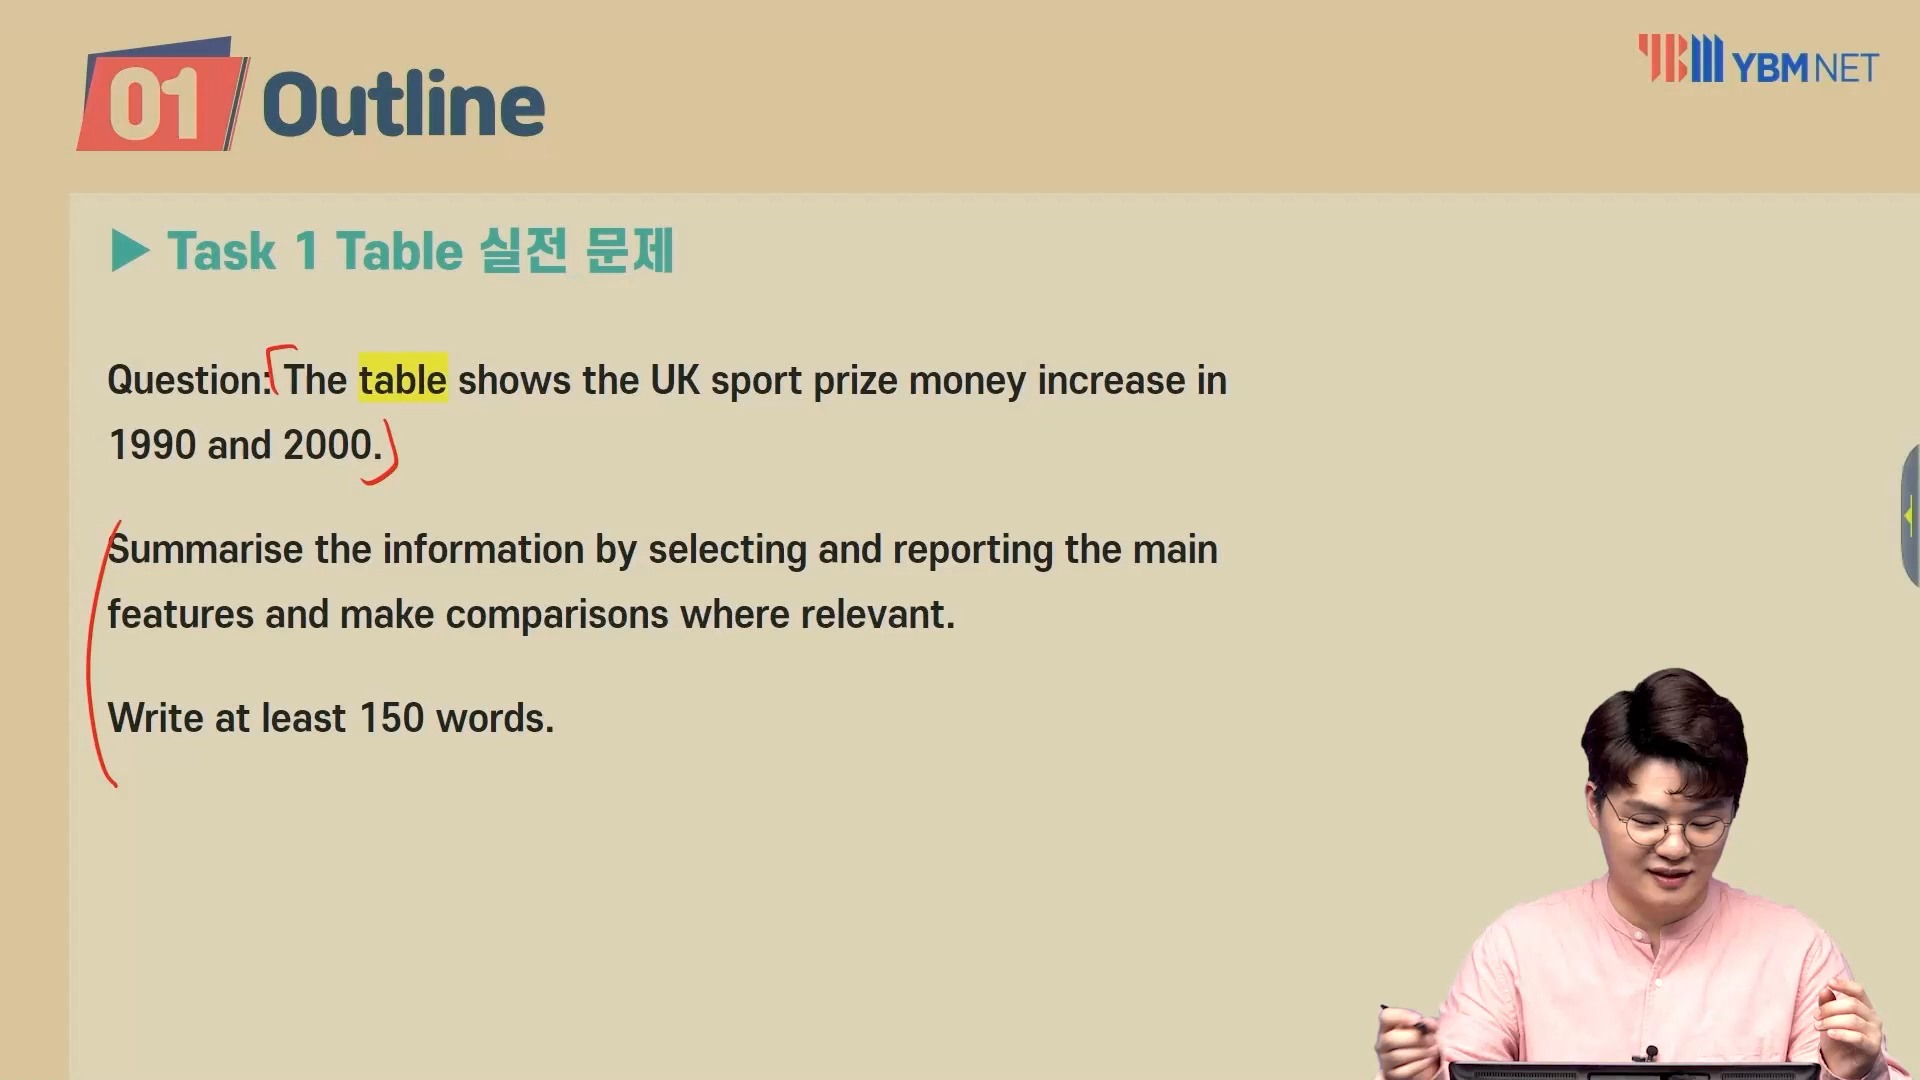 01 Outline
YBM YBM NET
▶ Task 1 Table 실전 문제
Question: The table shows the UK sport prize money increase in
1990 and 2000.
Summarise the information by selecting and reporting the main
features and make comparisons where relevant.
Write at least 150 words.